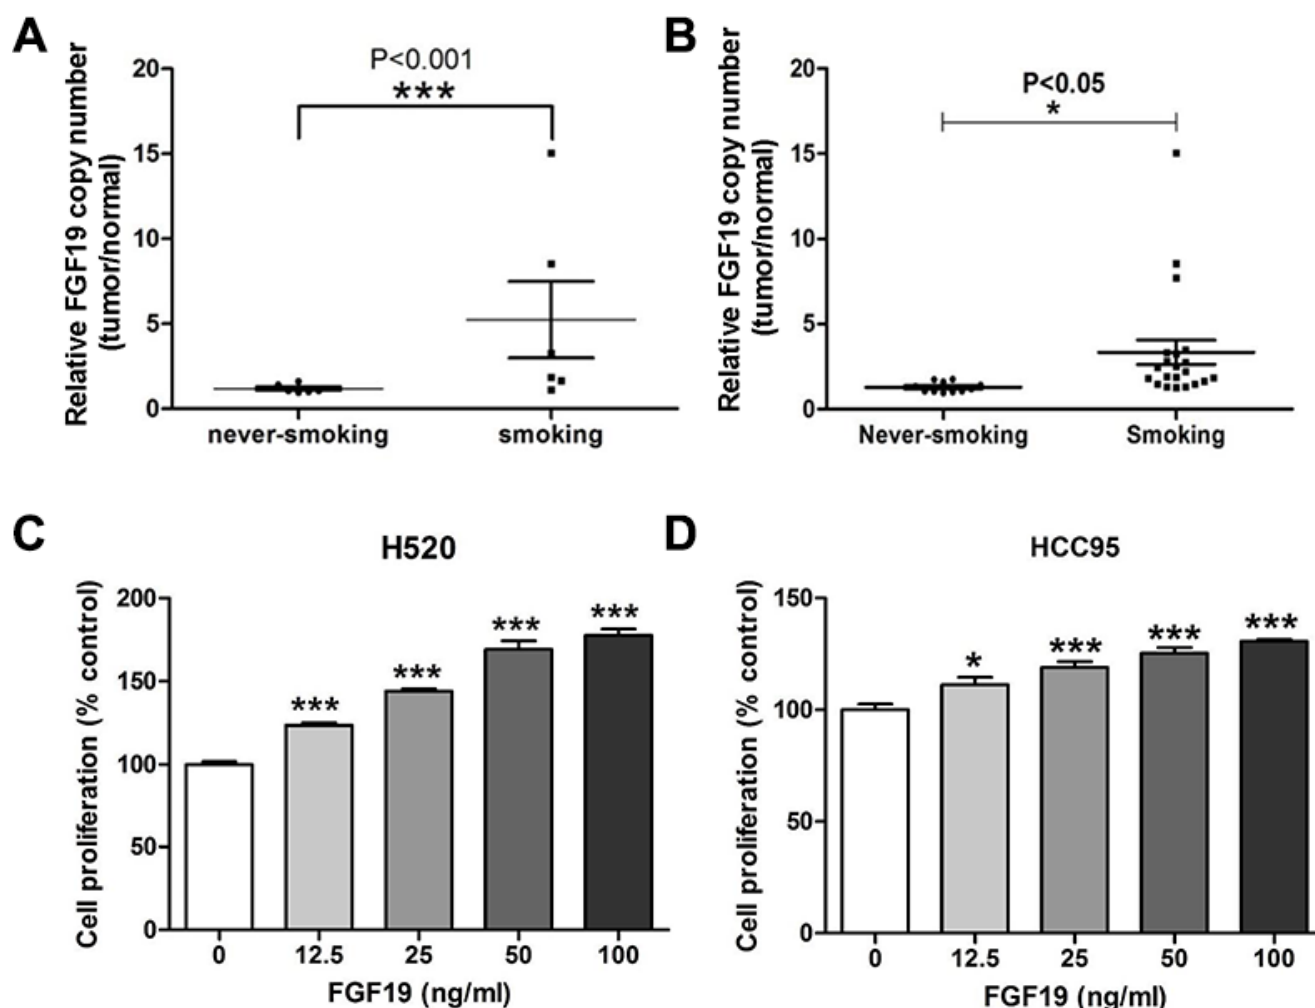 A
Relative FGF19 copy number
(tumor/normal)
P<0.001
***
20
15
10
5
0
never-smoking
smoking
B
Relative FGF19 copy number
(tumor/normal)
P<0.05
*
20
15
10
5
0
Never-smoking
Smoking
C
H520
Cell proliferation (% control)
200
150
100
50
0
***
***
***
***
0
12.5
25
50
100
FGF19 (ng/ml)
D
HCC95
Cell proliferation (% control)
150
100
50
0
*
***
***
***
0
12.5
25
50
100
FGF19 (ng/ml)